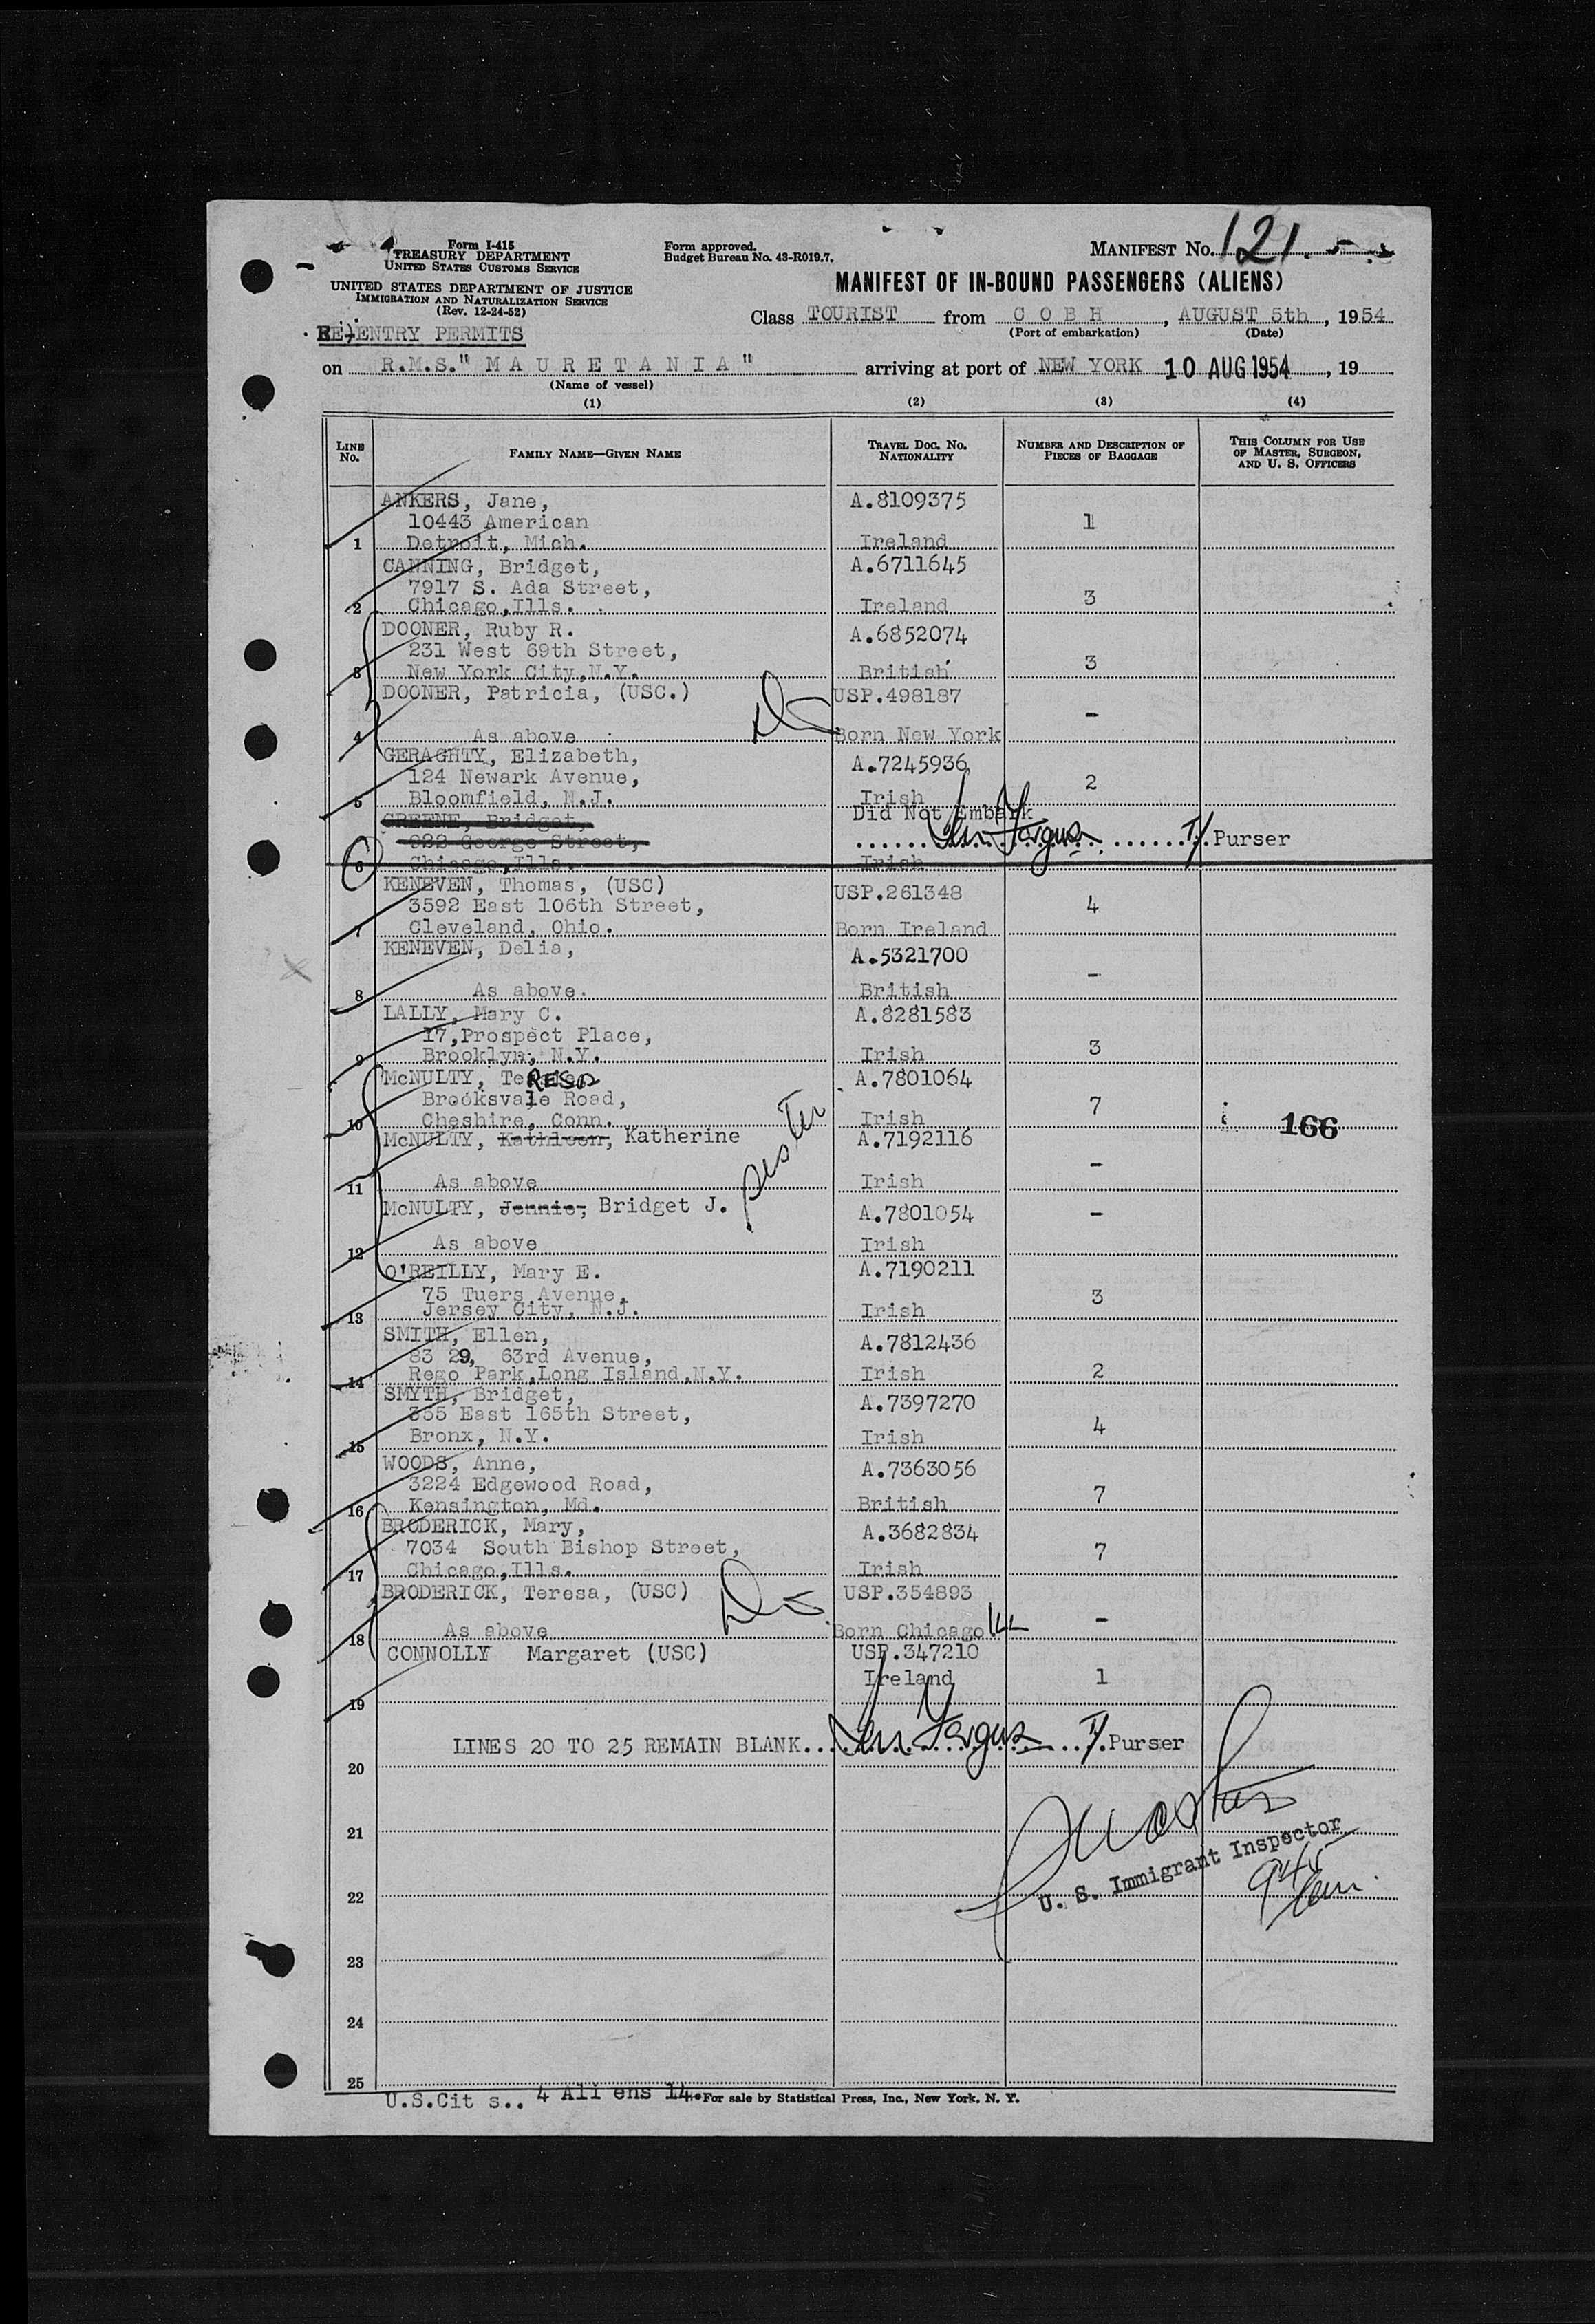 Form I-415
TREASURY DEPARTMENT
UNITED STATES CUSTOMS SERVICE
UNITED STATES DEPARTMENT OF JUSTICE
IMMIGRATION AND NATURALIZATION SERVICE
(Rev. 12-24-52)
RE-ENTRY PERMITS
Form approved.
Budget Bureau No. 43-R019.7.
MANIFEST No. 121
MANIFEST OF IN-BOUND PASSENGERS (ALIENS)
Class TOURIST from COBH, AUGUST 5th, 1954
(Port of embarkation) (Date)
on R.M.S." MAURETANIA" arriving at port of NEW YORK 10 AUG 1954, 19
(Name of vessel)
(1) (2) (3) (4)
LINE No. FAMILY NAME—GIVEN NAME TRAVEL DOC. No. NATIONALITY NUMBER AND DESCRIPTION OF PIECES OF BAGGAGE THIS COLUMN FOR USE OF MASTER, SURGEON, AND U. S. OFFICERS
ANKERS, Jane, A.8109375
10443 American 1
1 Detroit, Mich. Ireland
CANNING, Bridget, A.6711645
7917 S. Ada Street, 3
2 Chicago,Ills. Ireland
DOONER, Ruby R. A.6852074
231 West 69th Street, 3
3 New York City,N.Y. British
DOONER, Patricia, (USC.) USP.498187
-
4 As above Born New York
GERAGHTY, Elizabeth, A.7245936
124 Newark Avenue, 2
5 Bloomfield, N.J. Irish
GREENE, Bridget, Did Not Embark
922 George Street, Purser
6 Chicago,Ills. Irish
KENEVEN, Thomas, (USC) USP.261348
3592 East 106th Street, 4
7 Cleveland, Ohio. Born Ireland
KENEVEN, Delia, A.5321700
-
8 As above. British
LALLY, Mary C. A.8281583
17,Prospect Place, 3
9 Brooklyn, N.Y. Irish
McNULTY, TeRESA A.7801064
Brooksvale Road, 7
10 Cheshire, Conn. Irish 166
McNULTY, Kathleen, Katherine A.7192116
-
11 As above Irish
McNULTY, Jennie, Bridget J. A.7801054
-
12 As above Irish
O'REILLY, Mary E. A.7190211
75 Tuers Avenue, 3
13 Jersey City, N.J. Irish
SMITH, Ellen, A.7812436
83 29, 63rd Avenue, 2
14 Rego Park,Long Island,N.Y. Irish
SMYTH, Bridget, A.7397270
355 East 165th Street, 4
15 Bronx, N.Y. Irish
WOODS, Anne, A.7363056
3224 Edgewood Road, 7
16 Kensington, Md. British
BRODERICK, Mary, A.3682834
7034 South Bishop Street, 7
17 Chicago,Ills. Irish
BRODERICK, Teresa, (USC) USP.354893
-
18 As above Born Chicago ILL
CONNOLLY Margaret (USC) USP.347210
Ireland 1
19
LINES 20 TO 25 REMAIN BLANK... Purser
20
21
U. S. Immigrant Inspector
22
23
24
25
U.S.Cit s.. 4 Ali ens 14. For sale by Statistical Press, Inc., New York, N. Y.